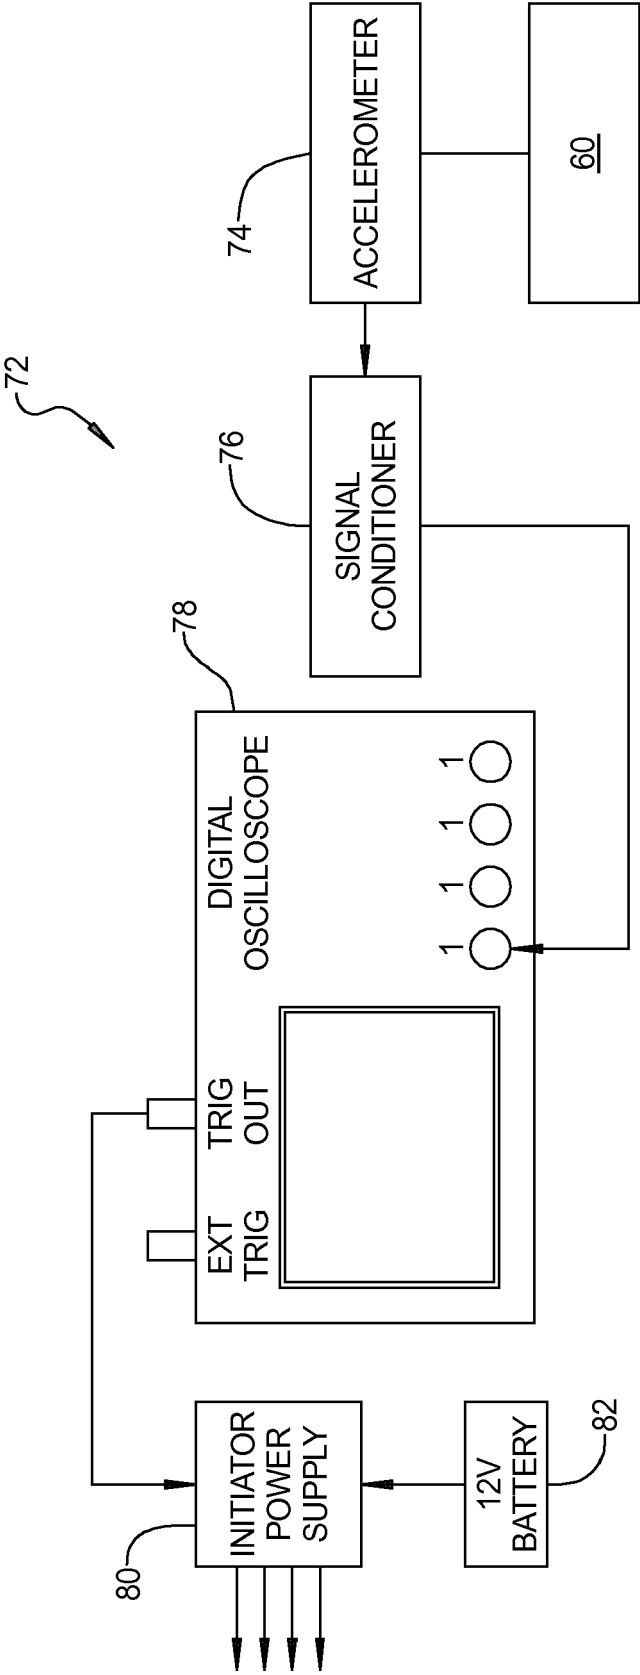 72
80
INITIATOR
POWER
SUPPLY
12V
BATTERY
82
EXT
TRIG
TRIG
OUT
DIGITAL
OSCILLOSCOPE
78
1
1
1
1
76
SIGNAL
CONDITIONER
74
ACCELEROMETER
60